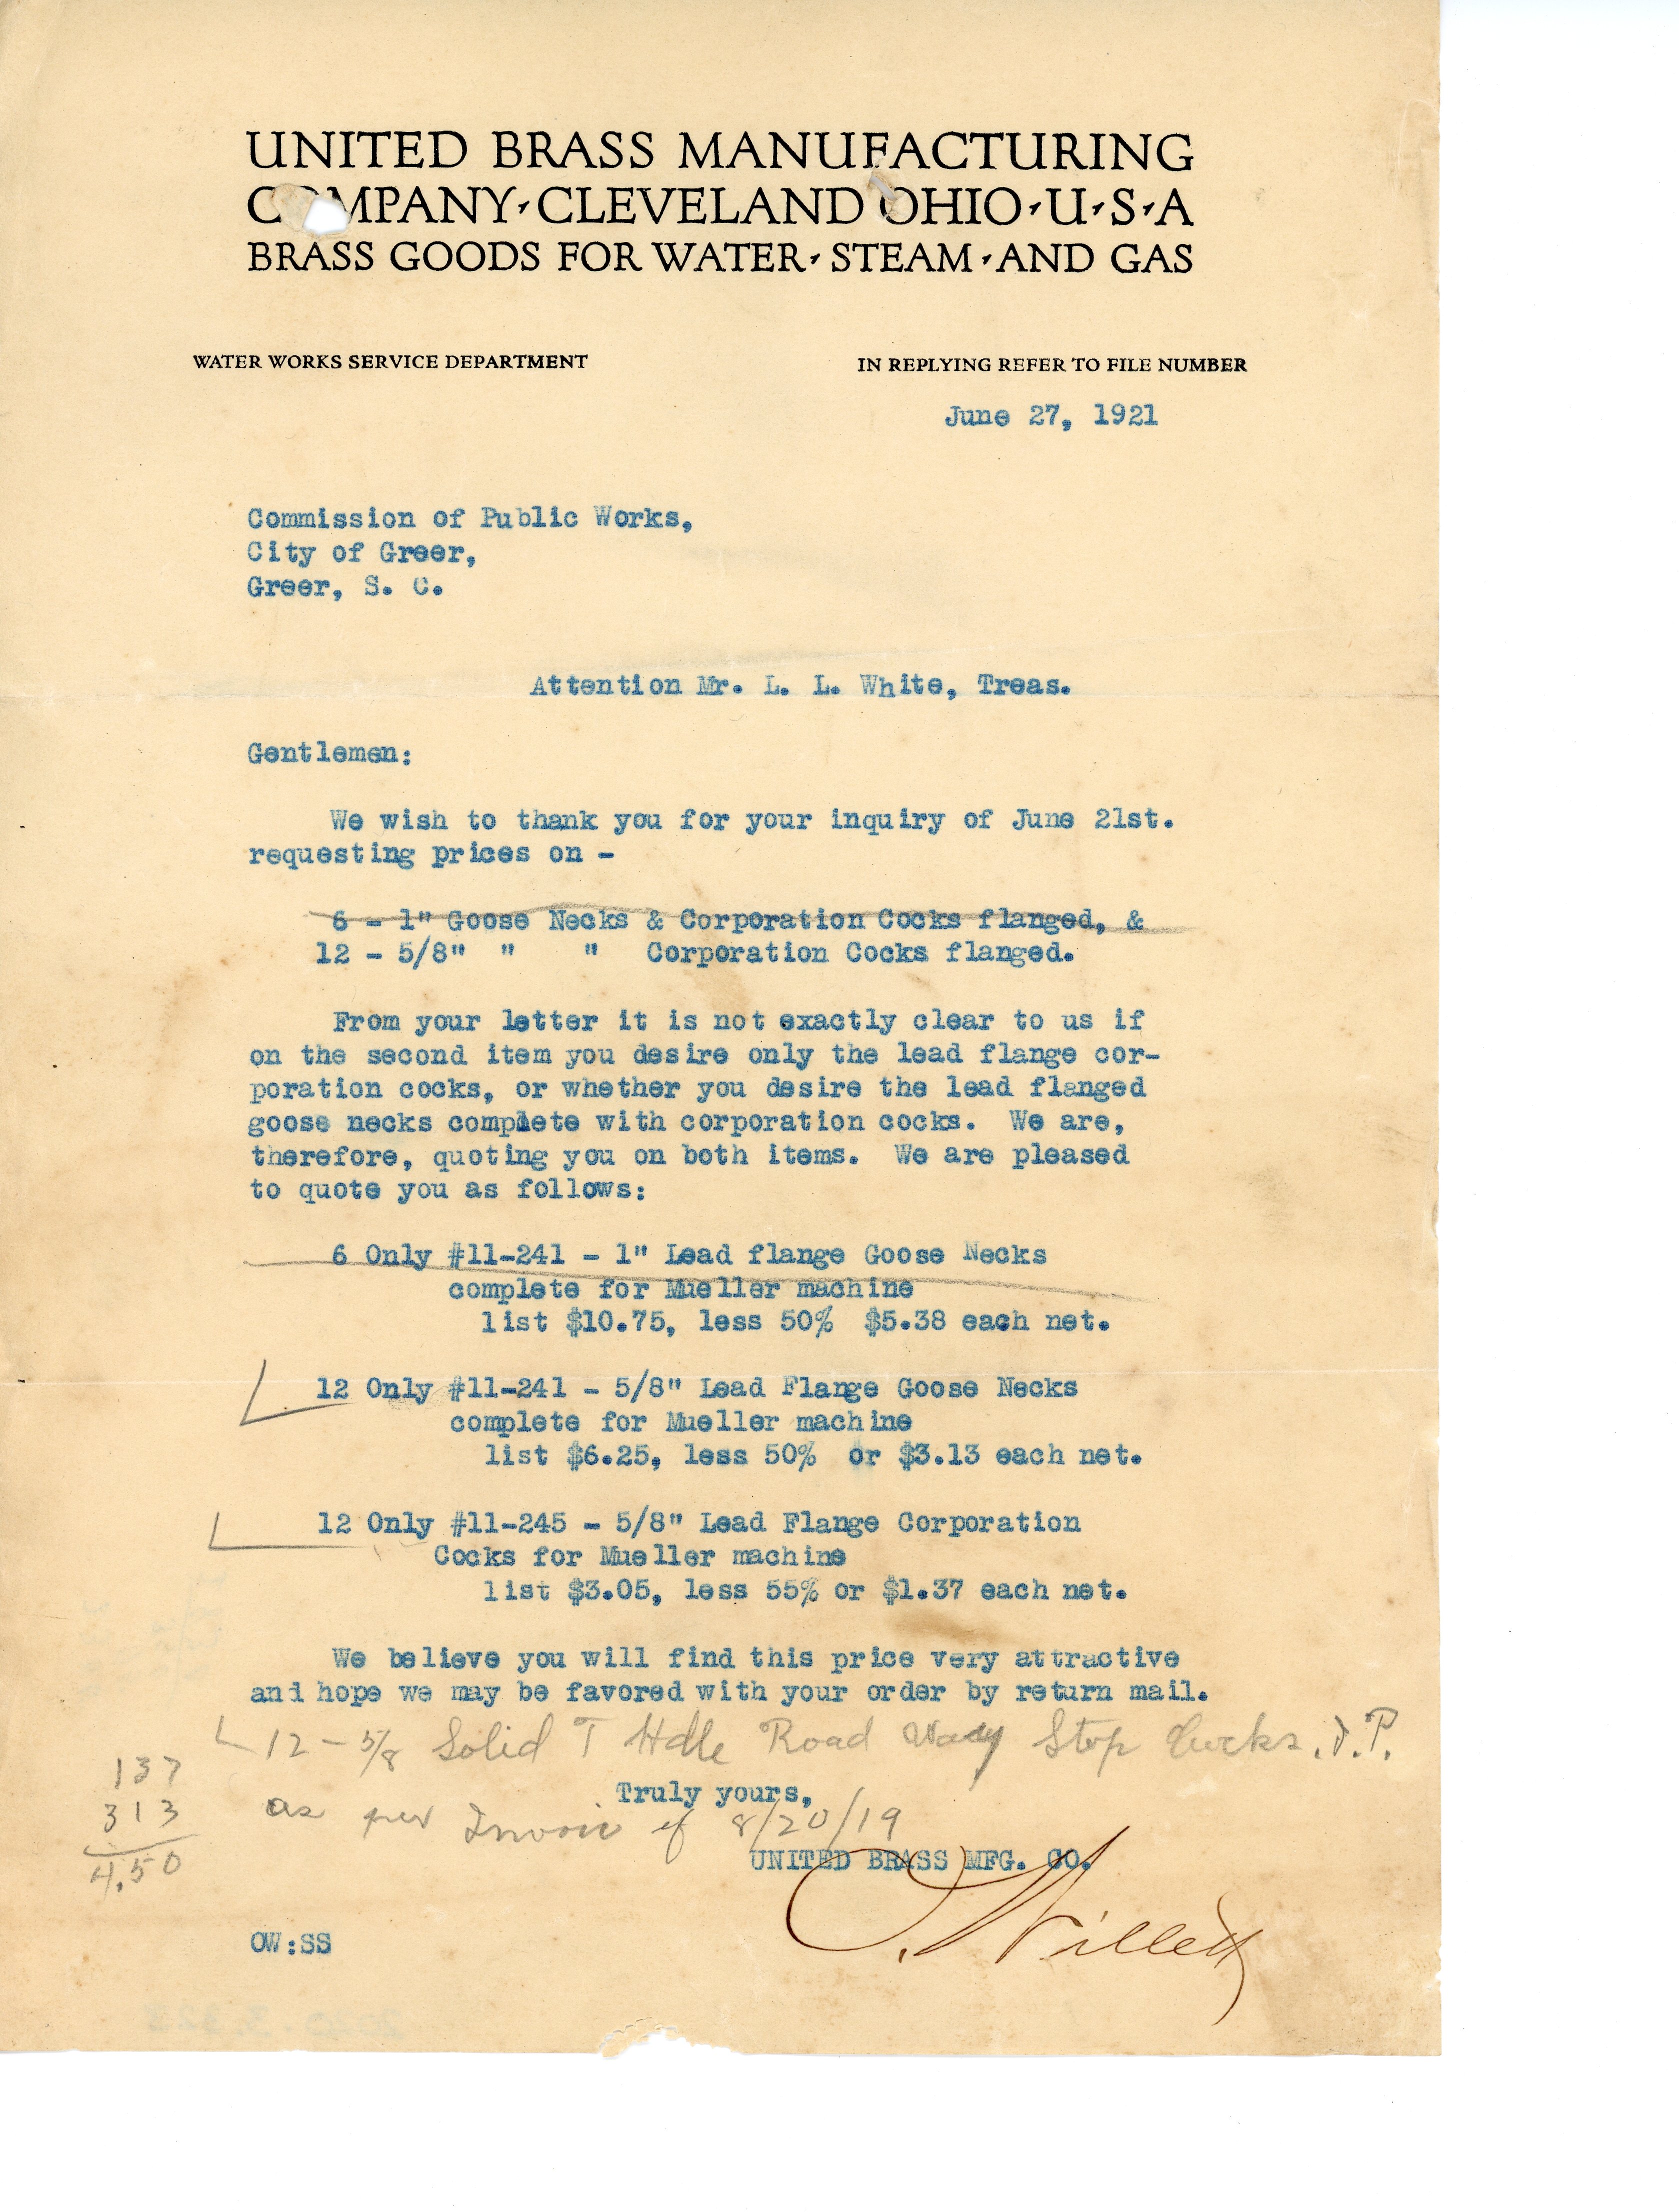 UNITED BRASS MANUFACTURING
COMPANY · CLEVELAND OHIO · U · S · A
BRASS GOODS FOR WATER · STEAM · AND GAS
WATER WORKS SERVICE DEPARTMENT
IN REPLYING REFER TO FILE NUMBER
June 27, 1921
Commission of Public Works,
City of Greer,
Greer, S. C.
Attention Mr. L. L. White, Treas.
Gentlemen:
We wish to thank you for your inquiry of June 21st.
requesting prices on -
6 - 1" Goose Necks & Corporation Cocks flanged, &
12 - 5/8" " " Corporation Cocks flanged.
From your letter it is not exactly clear to us if
on the second item you desire only the lead flange cor-
poration cocks, or whether you desire the lead flanged
goose necks complete with corporation cocks. We are,
therefore, quoting you on both items. We are pleased
to quote you as follows:
6 Only #11-241 - 1" Lead flange Goose Necks
complete for Mueller machine
list $10.75, less 50% $5.38 each net.
12 Only #11-241 - 5/8" Lead Flange Goose Necks
complete for Mueller machine
list $6.25, less 50% or $3.13 each net.
12 Only #11-245 - 5/8" Lead Flange Corporation
Cocks for Mueller machine
list $3.05, less 55% or $1.37 each net.
We believe you will find this price very attractive
and hope we may be favored with your order by return mail.
12 - 5/8 Solid T Hdle Road Way Stop Cocks.
137
313
4.50
Truly yours,
as per Invoice of 8/20/19
UNITED BRASS MFG. CO.
O. Willett
OW:SS